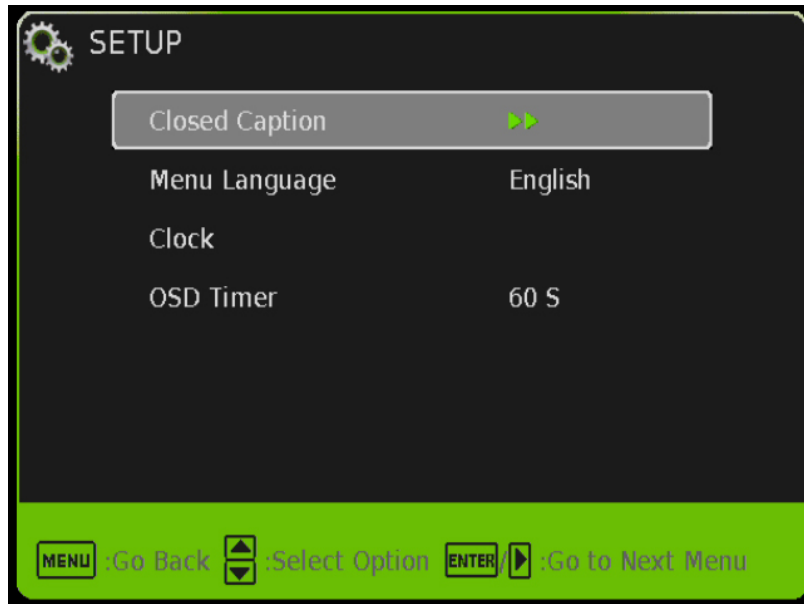 SETUP
Closed Caption
Menu Language English
Clock
OSD Timer 60 S
MENU :Go Back :Select Option ENTER/ :Go to Next Menu